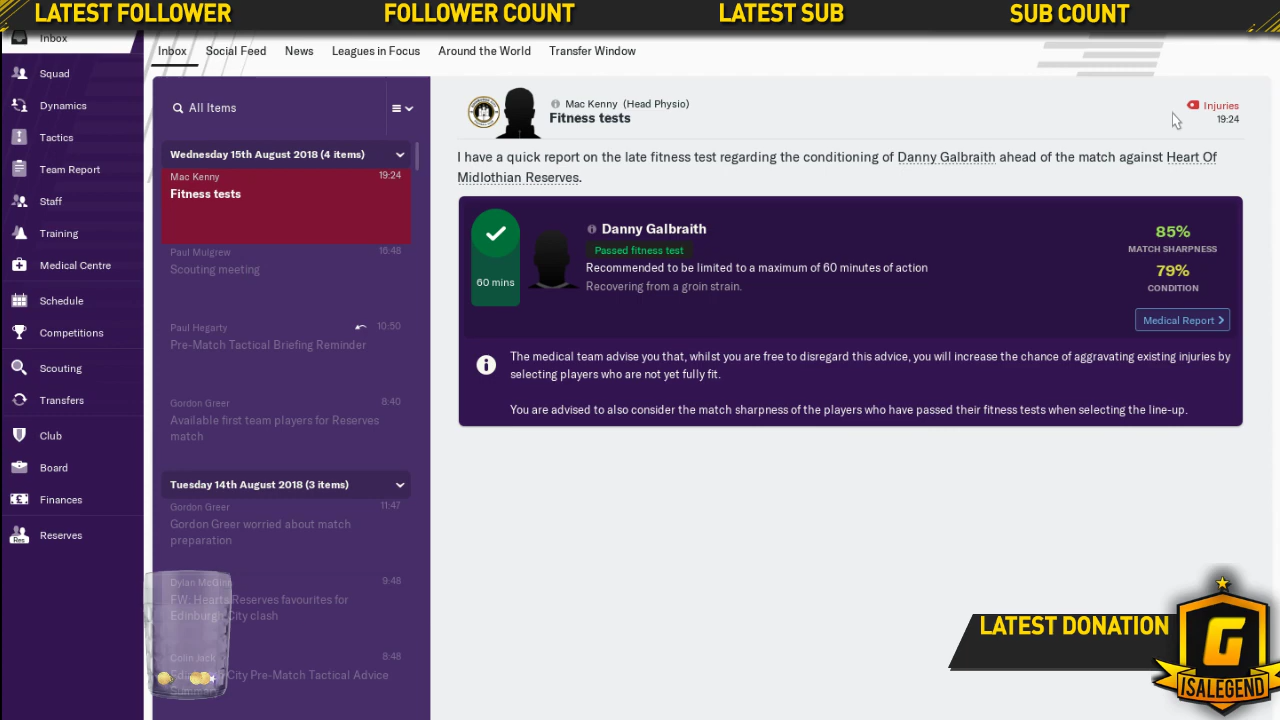 LATEST FOLLOWER
FOLLOWER COUNT
LATEST SUB
SUB COUNT
Inbox
Squad
Dynamics
Tactics
Team Report
Staff
Training
Medical Centre
Schedule
Competitions
Scouting
Transfers
Club
Board
Finances
Res
Reserves
Inbox
Social Feed
News
Leagues in Focus
Around the World
Transfer Window
All Items
Wednesday 15th August 2018 (4 items)
Mac Kenny 19:24
Fitness tests
Paul Mulgrew 16:48
Scouting meeting
Paul Hegarty 10:50
Pre-Match Tactical Briefing Reminder
Gordon Greer 8:40
Available first team players for Reserves
match
Tuesday 14th August 2018 (3 items)
Gordon Greer 11:47
Gordon Greer worried about match
preparation
Dylan McGinn 9:48
FW: Hearts Reserves favourites for
Edinburgh City clash
Colin Jack 8:48
Edinburgh City Pre-Match Tactical Advice
Summary
Mac Kenny (Head Physio)
Fitness tests
Injuries
19:24
I have a quick report on the late fitness test regarding the conditioning of Danny Galbraith ahead of the match against Heart Of
Midlothian Reserves.
60 mins
Danny Galbraith
Passed fitness test
Recommended to be limited to a maximum of 60 minutes of action
Recovering from a groin strain.
85%
MATCH SHARPNESS
79%
CONDITION
Medical Report
The medical team advise you that, whilst you are free to disregard this advice, you will increase the chance of aggravating existing injuries by
selecting players who are not yet fully fit.
You are advised to also consider the match sharpness of the players who have passed their fitness tests when selecting the line-up.
LATEST DONATION
G
ISALEGEND